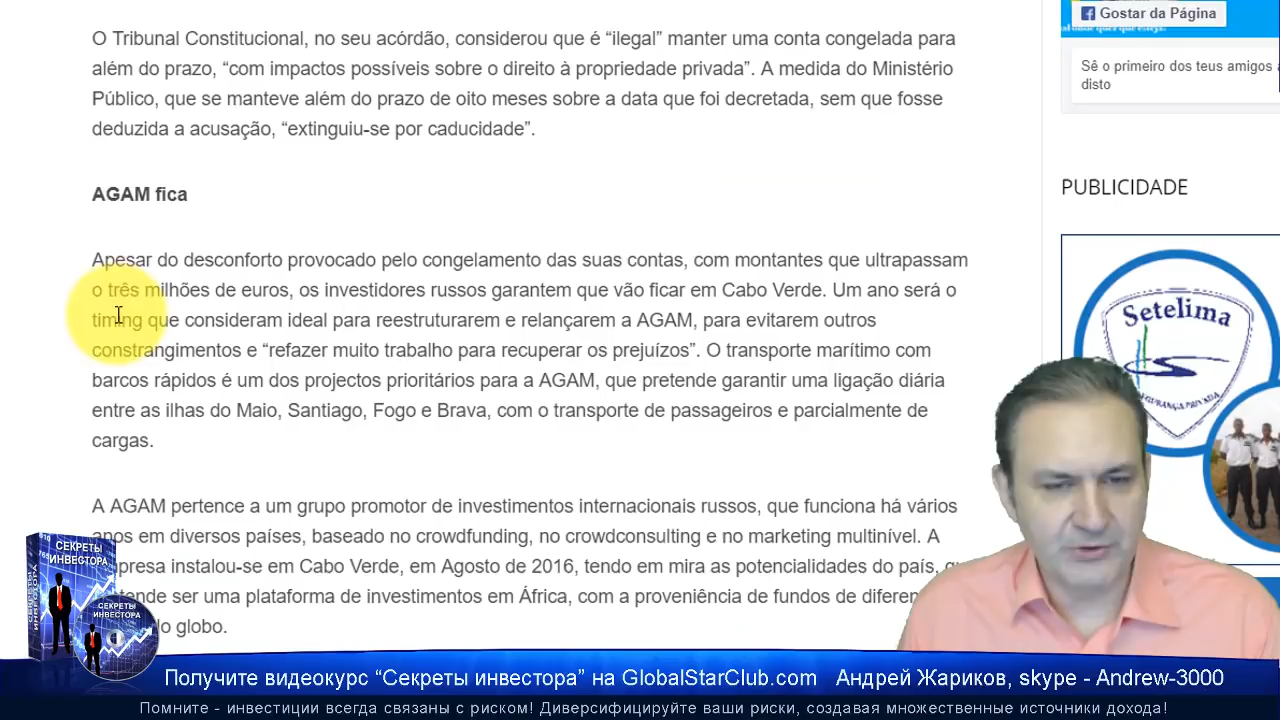 O Tribunal Constitucional, no seu acórdão, considerou que é “ilegal” manter uma conta congelada para
além do prazo, “com impactos possíveis sobre o direito à propriedade privada”. A medida do Ministério
Público, que se manteve além do prazo de oito meses sobre a data que foi decretada, sem que fosse
deduzida a acusação, “extinguiu-se por caducidade”.
AGAM fica
Apesar do desconforto provocado pelo congelamento das suas contas, com montantes que ultrapassam
o três milhões de euros, os investidores russos garantem que vão ficar em Cabo Verde. Um ano será o
timing que consideram ideal para reestruturarem e relançarem a AGAM, para evitarem outros
constrangimentos e “refazer muito trabalho para recuperar os prejuízos”. O transporte marítimo com
barcos rápidos é um dos projectos prioritários para a AGAM, que pretende garantir uma ligação diária
entre as ilhas do Maio, Santiago, Fogo e Brava, com o transporte de passageiros e parcialmente de
cargas.
A AGAM pertence a um grupo promotor de investimentos internacionais russos, que funciona há vários
anos em diversos países, baseado no crowdfunding, no crowdconsulting e no marketing multinível. A
presa instalou-se em Cabo Verde, em Agosto de 2016, tendo em mira as potencialidades do país,
ende ser uma plataforma de investimentos em África, com a proveniência de fundos de diferen
lo globo.
Gostar da Página
Sê o primeiro dos teus amigos a
disto
PUBLICIDADE
Setelima
SEGURANÇA PRIVADA
СЕКРЕТЫ
ИНВЕСТОРА
СЕКРЕТЫ
ИНВЕСТОРА
СЕКРЕТЫ
ИНВЕСТОРА
Получите видеокурс “Секреты инвестора” на GlobalStarClub.com Андрей Жариков, skype - Andrew-3000
Помните - инвестиции всегда связаны с риском! Диверсифицируйте ваши риски, создавая множественные источники дохода!